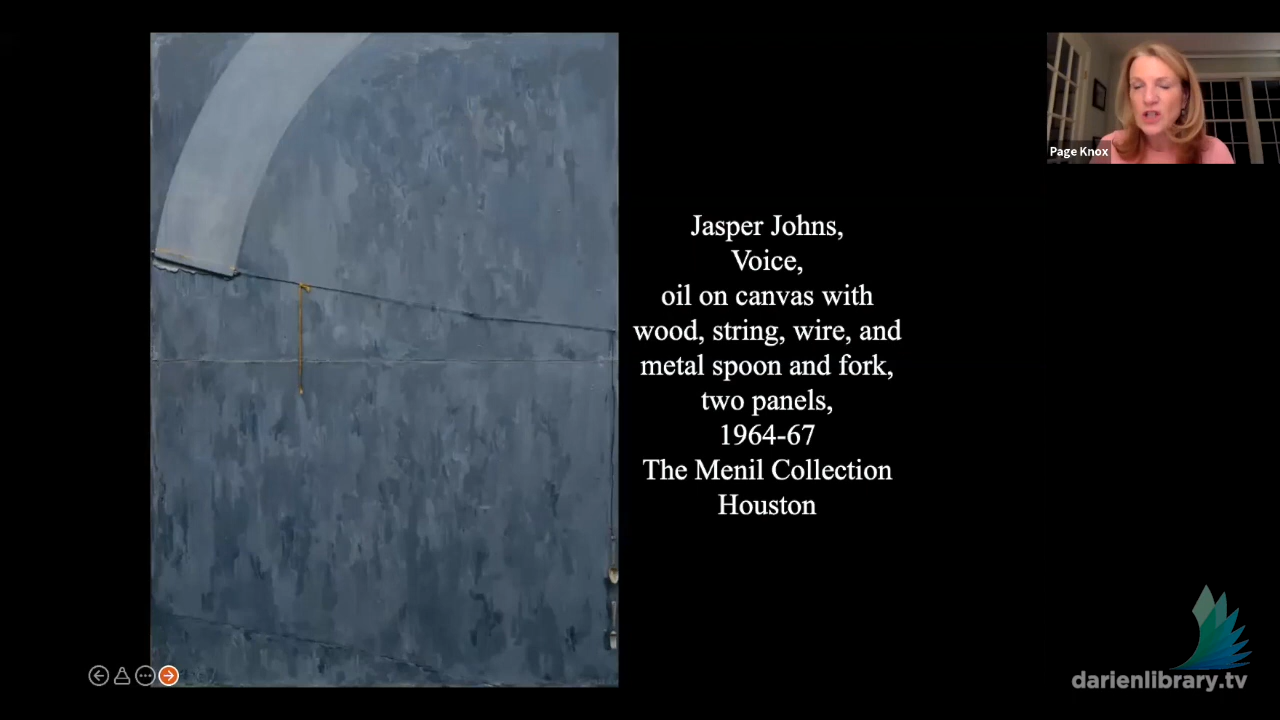 Page Knox
Jasper Johns,
Voice,
oil on canvas with
wood, string, wire, and
metal spoon and fork,
two panels,
1964-67
The Menil Collection
Houston
darienlibrary.tv